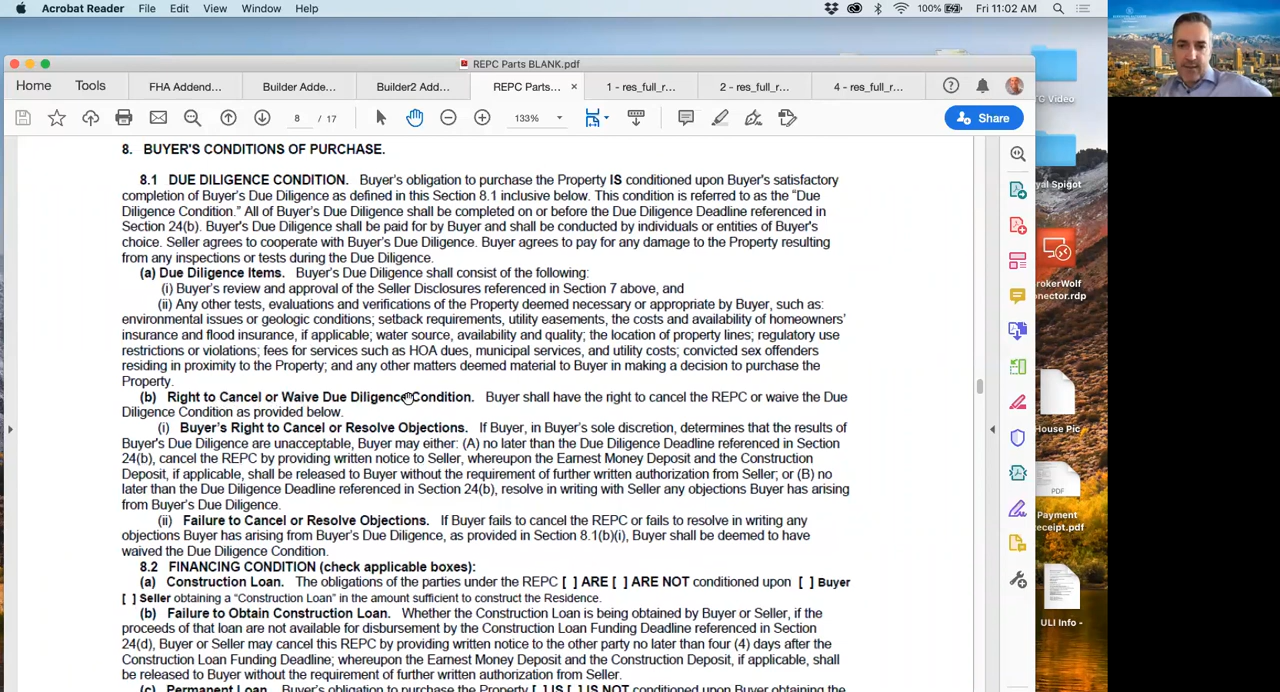 Acrobat Reader File Edit View Window Help 100% Fri 11:02 AM
REPC Parts BLANK.pdf
Home Tools FHA Addend... Builder Adde... Builder2 Add... REPC Parts... × 1 - res_full_r... 2 - res_full_r... 4 - res_full_r...
8 / 17 133% Share
8. BUYER'S CONDITIONS OF PURCHASE.
8.1 DUE DILIGENCE CONDITION. Buyer's obligation to purchase the Property IS conditioned upon Buyer's satisfactory
completion of Buyer's Due Diligence as defined in this Section 8.1 inclusive below. This condition is referred to as the “Due
Diligence Condition.” All of Buyer's Due Diligence shall be completed on or before the Due Diligence Deadline referenced in
Section 24(b). Buyer's Due Diligence shall be paid for by Buyer and shall be conducted by individuals or entities of Buyer's
choice. Seller agrees to cooperate with Buyer's Due Diligence. Buyer agrees to pay for any damage to the Property resulting
from any inspections or tests during the Due Diligence.
(a) Due Diligence Items. Buyer's Due Diligence shall consist of the following:
(i) Buyer's review and approval of the Seller Disclosures referenced in Section 7 above, and
(ii) Any other tests, evaluations and verifications of the Property deemed necessary or appropriate by Buyer, such as:
environmental issues or geologic conditions; setback requirements, utility easements, the costs and availability of homeowners'
insurance and flood insurance, if applicable; water source, availability and quality; the location of property lines; regulatory use
restrictions or violations; fees for services such as HOA dues, municipal services, and utility costs; convicted sex offenders
residing in proximity to the Property; and any other matters deemed material to Buyer in making a decision to purchase the
Property.
(b) Right to Cancel or Waive Due Diligence Condition. Buyer shall have the right to cancel the REPC or waive the Due
Diligence Condition as provided below.
(i) Buyer's Right to Cancel or Resolve Objections. If Buyer, in Buyer's sole discretion, determines that the results of
Buyer's Due Diligence are unacceptable, Buyer may either: (A) no later than the Due Diligence Deadline referenced in Section
24(b), cancel the REPC by providing written notice to Seller, whereupon the Earnest Money Deposit and the Construction
Deposit, if applicable, shall be released to Buyer without the requirement of further written authorization from Seller; or (B) no
later than the Due Diligence Deadline referenced in Section 24(b), resolve in writing with Seller any objections Buyer has arising
from Buyer's Due Diligence.
(ii) Failure to Cancel or Resolve Objections. If Buyer fails to cancel the REPC or fails to resolve in writing any
objections Buyer has arising from Buyer's Due Diligence, as provided in Section 8.1(b)(i), Buyer shall be deemed to have
waived the Due Diligence Condition.
8.2 FINANCING CONDITION (check applicable boxes):
(a) Construction Loan. The obligations of the parties under the REPC [ ] ARE [ ] ARE NOT conditioned upon [ ] Buyer
[ ] Seller obtaining a “Construction Loan” in an amount sufficient to construct the Residence.
(b) Failure to Obtain Construction Loan. Whether the Construction Loan is being obtained by Buyer or Seller, if the
proceeds of that loan are not available for disbursement by the Construction Loan Funding Deadline referenced in Section
24(d), Buyer or Seller may cancel this REPC by providing written notice to the other party no later than four (4) days after the
Construction Loan Funding Deadline; whereupon the Earnest Money Deposit and the Construction Deposit, if applicable, shall
be released to Buyer without the requirement of further written authorization from Seller.
(c) Permanent Loan. Buyer's obligation to purchase the Property [ ] IS [ ] IS NOT conditioned upon Buyer obtaining the
Video
yal Spigot
rokerWolf
nnector.rdp
House Pic
PDF
Payment
eceipt.pdf
ULI Info -